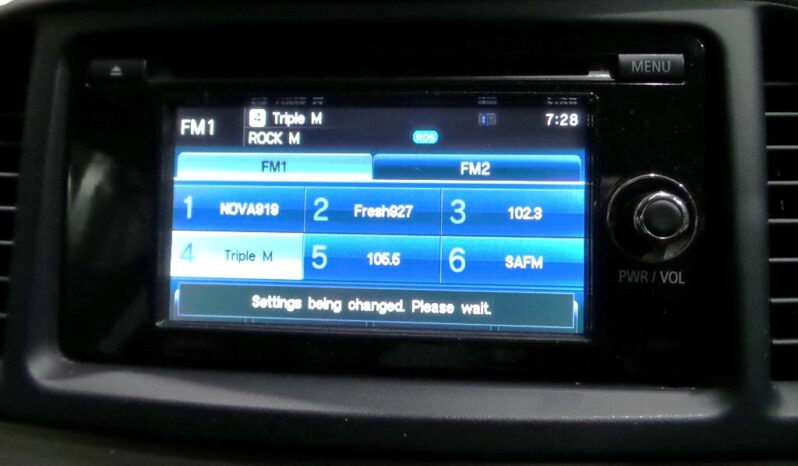 MENU
FM1
Triple M
7:28
ROCK M
RDS
FM1 FM2
1 NOVA919 2 Fresh927 3 102.3
4 Triple M 5 105.5 6 SAFM
Settings being changed. Please wait.
PWR / VOL